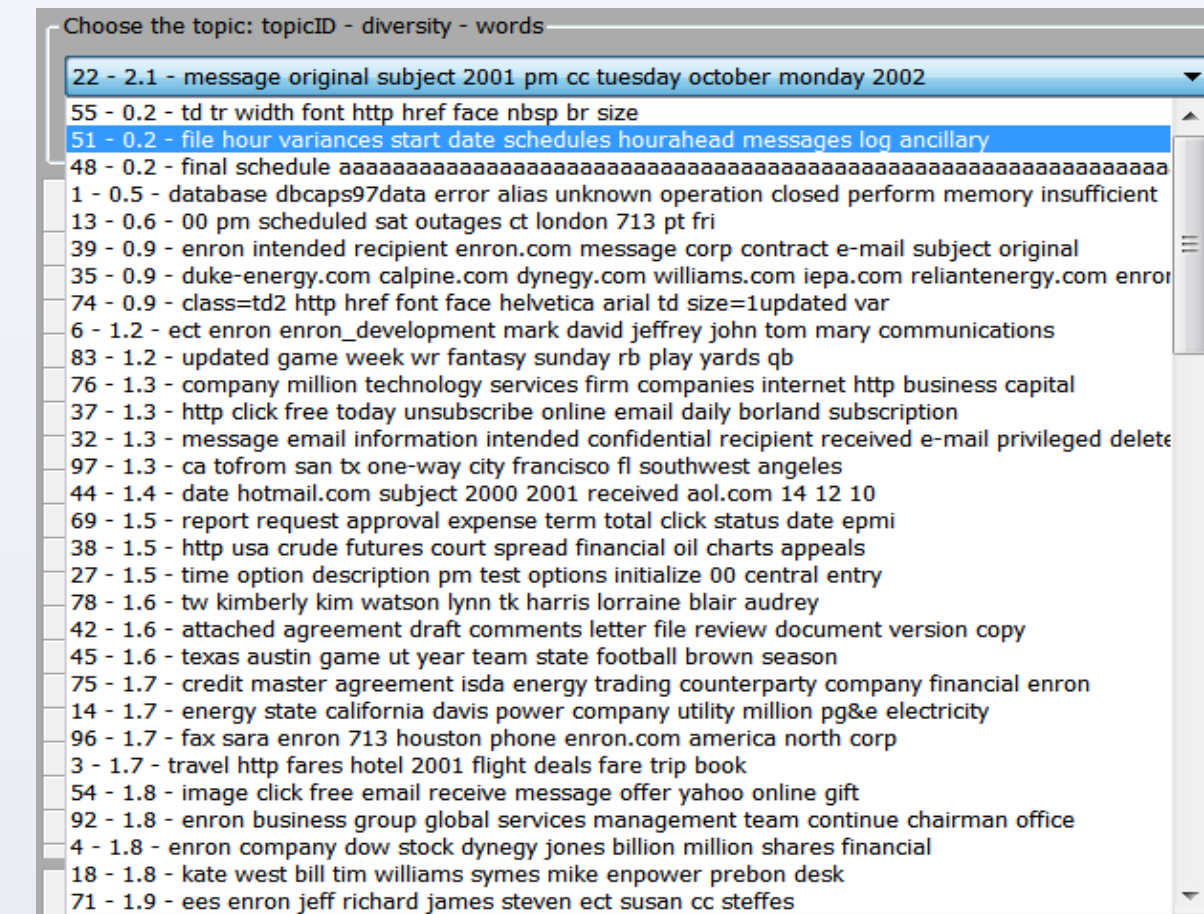 Choose the topic: topicID - diversity - words
22 - 2.1 - message original subject 2001 pm cc tuesday october monday 2002
55 - 0.2 - td tr width font http href face nbsp br size
51 - 0.2 - file hour variances start date schedules hourahead messages log ancillary
48 - 0.2 - final schedule aaaaaaaaaaaaaaaaaaaaaaaaaaaaaaaaaaaaaaaaaaaaaaaaaaaaaaaaaaaaaa
1 - 0.5 - database dbcaps97data error alias unknown operation closed perform memory insufficient
13 - 0.6 - 00 pm scheduled sat outages ct london 713 pt fri
39 - 0.9 - enron intended recipient enron.com message corp contract e-mail subject original
35 - 0.9 - duke-energy.com calpine.com dynegy.com williams.com iepa.com reliantenergy.com enror
74 - 0.9 - class=td2 http href font face helvetica arial td size=1updated var
6 - 1.2 - ect enron enron_development mark david jeffrey john tom mary communications
83 - 1.2 - updated game week wr fantasy sunday rb play yards qb
76 - 1.3 - company million technology services firm companies internet http business capital
37 - 1.3 - http click free today unsubscribe online email daily borland subscription
32 - 1.3 - message email information intended confidential recipient received e-mail privileged delete
97 - 1.3 - ca tofrom san tx one-way city francisco fl southwest angeles
44 - 1.4 - date hotmail.com subject 2000 2001 received aol.com 14 12 10
69 - 1.5 - report request approval expense term total click status date epmi
38 - 1.5 - http usa crude futures court spread financial oil charts appeals
27 - 1.5 - time option description pm test options initialize 00 central entry
78 - 1.6 - tw kimberly kim watson lynn tk harris lorraine blair audrey
42 - 1.6 - attached agreement draft comments letter file review document version copy
45 - 1.6 - texas austin game ut year team state football brown season
75 - 1.7 - credit master agreement isda energy trading counterparty company financial enron
14 - 1.7 - energy state california davis power company utility million pg&e electricity
96 - 1.7 - fax sara enron 713 houston phone enron.com america north corp
3 - 1.7 - travel http fares hotel 2001 flight deals fare trip book
54 - 1.8 - image click free email receive message offer yahoo online gift
92 - 1.8 - enron business group global services management team continue chairman office
4 - 1.8 - enron company dow stock dynegy jones billion million shares financial
18 - 1.8 - kate west bill tim williams symes mike enpower prebon desk
71 - 1.9 - ees enron jeff richard james steven ect susan cc steffes